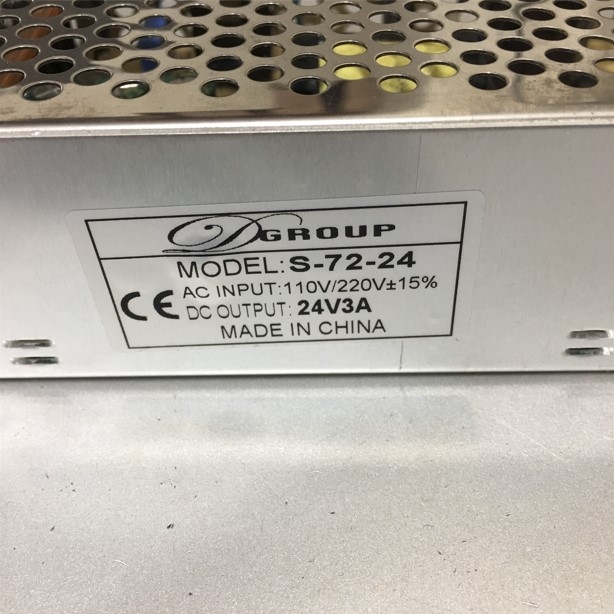 DGROUP
MODEL:S-72-24
AC INPUT:110V/220V±15%
CE DC OUTPUT: 24V3A
MADE IN CHINA